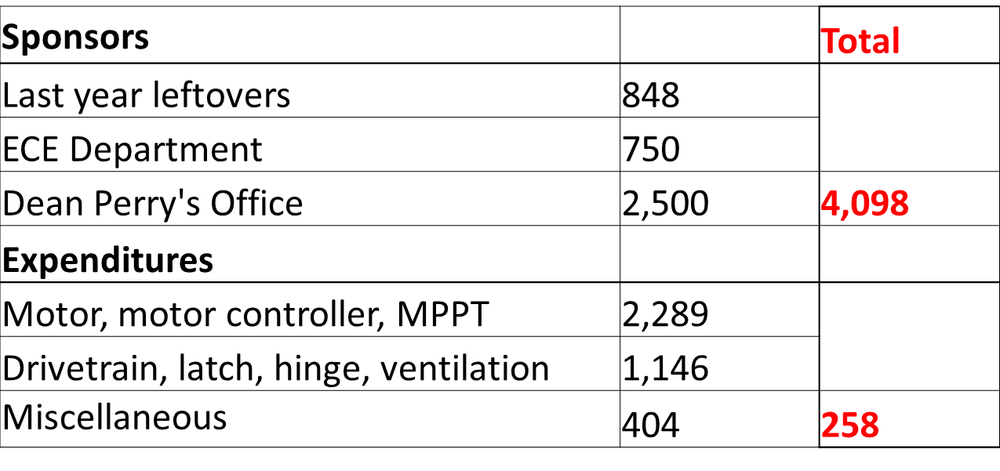 Sponsors Total
Last year leftovers 848
ECE Department 750
Dean Perry's Office 2,500 4,098
Expenditures
Motor, motor controller, MPPT 2,289
Drivetrain, latch, hinge, ventilation 1,146
Miscellaneous 404 258